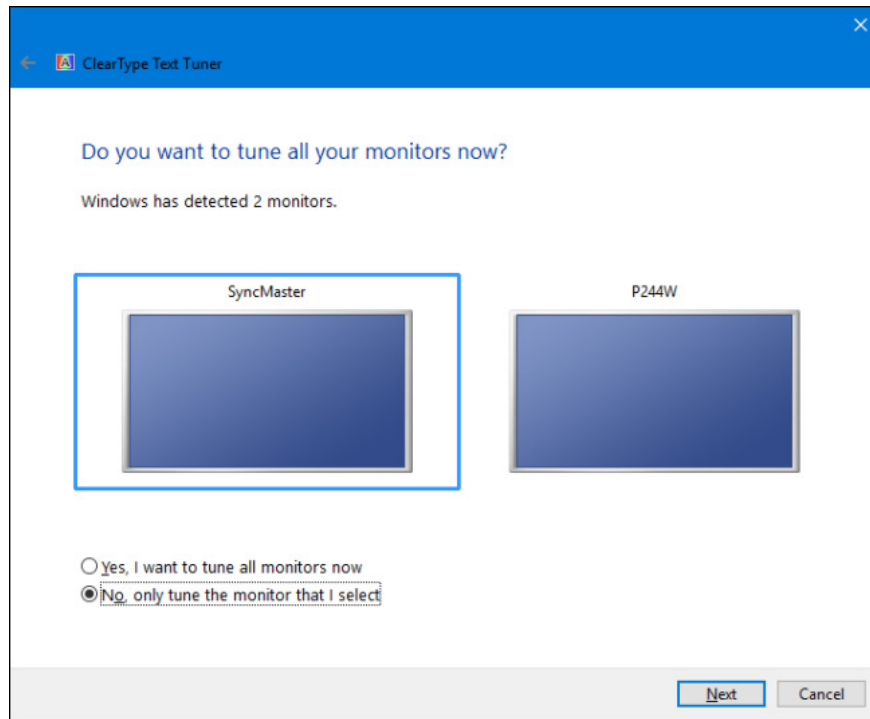 ClearType Text Tuner
Do you want to tune all your monitors now?
Windows has detected 2 monitors.
SyncMaster
P244W
Yes, I want to tune all monitors now
No, only tune the monitor that I select
Next
Cancel